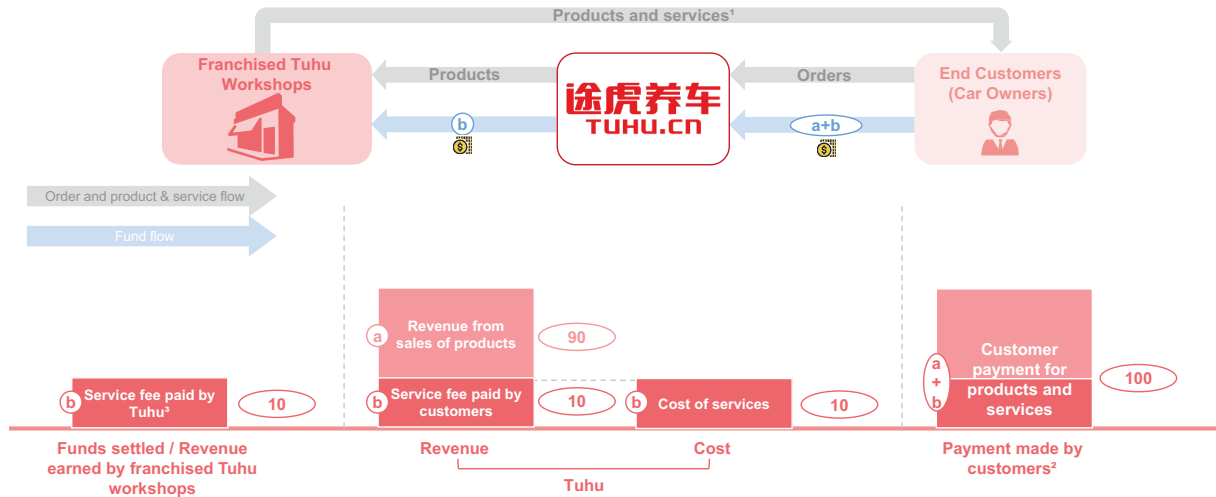 Products and services¹
Franchised Tuhu
Workshops
Products
途虎养车
TUHU.CN
Orders
End Customers
(Car Owners)
b
a+b
Order and product & service flow
Fund flow
a
Revenue from
sales of products
90
b
Service fee paid by
Tuhu³
10
b
Service fee paid by
customers
10
b
Cost of services
10
a
+
b
Customer
payment for
products and
services
100
Funds settled / Revenue
earned by franchised Tuhu
workshops
Revenue
Cost
Tuhu
Payment made by
customers²